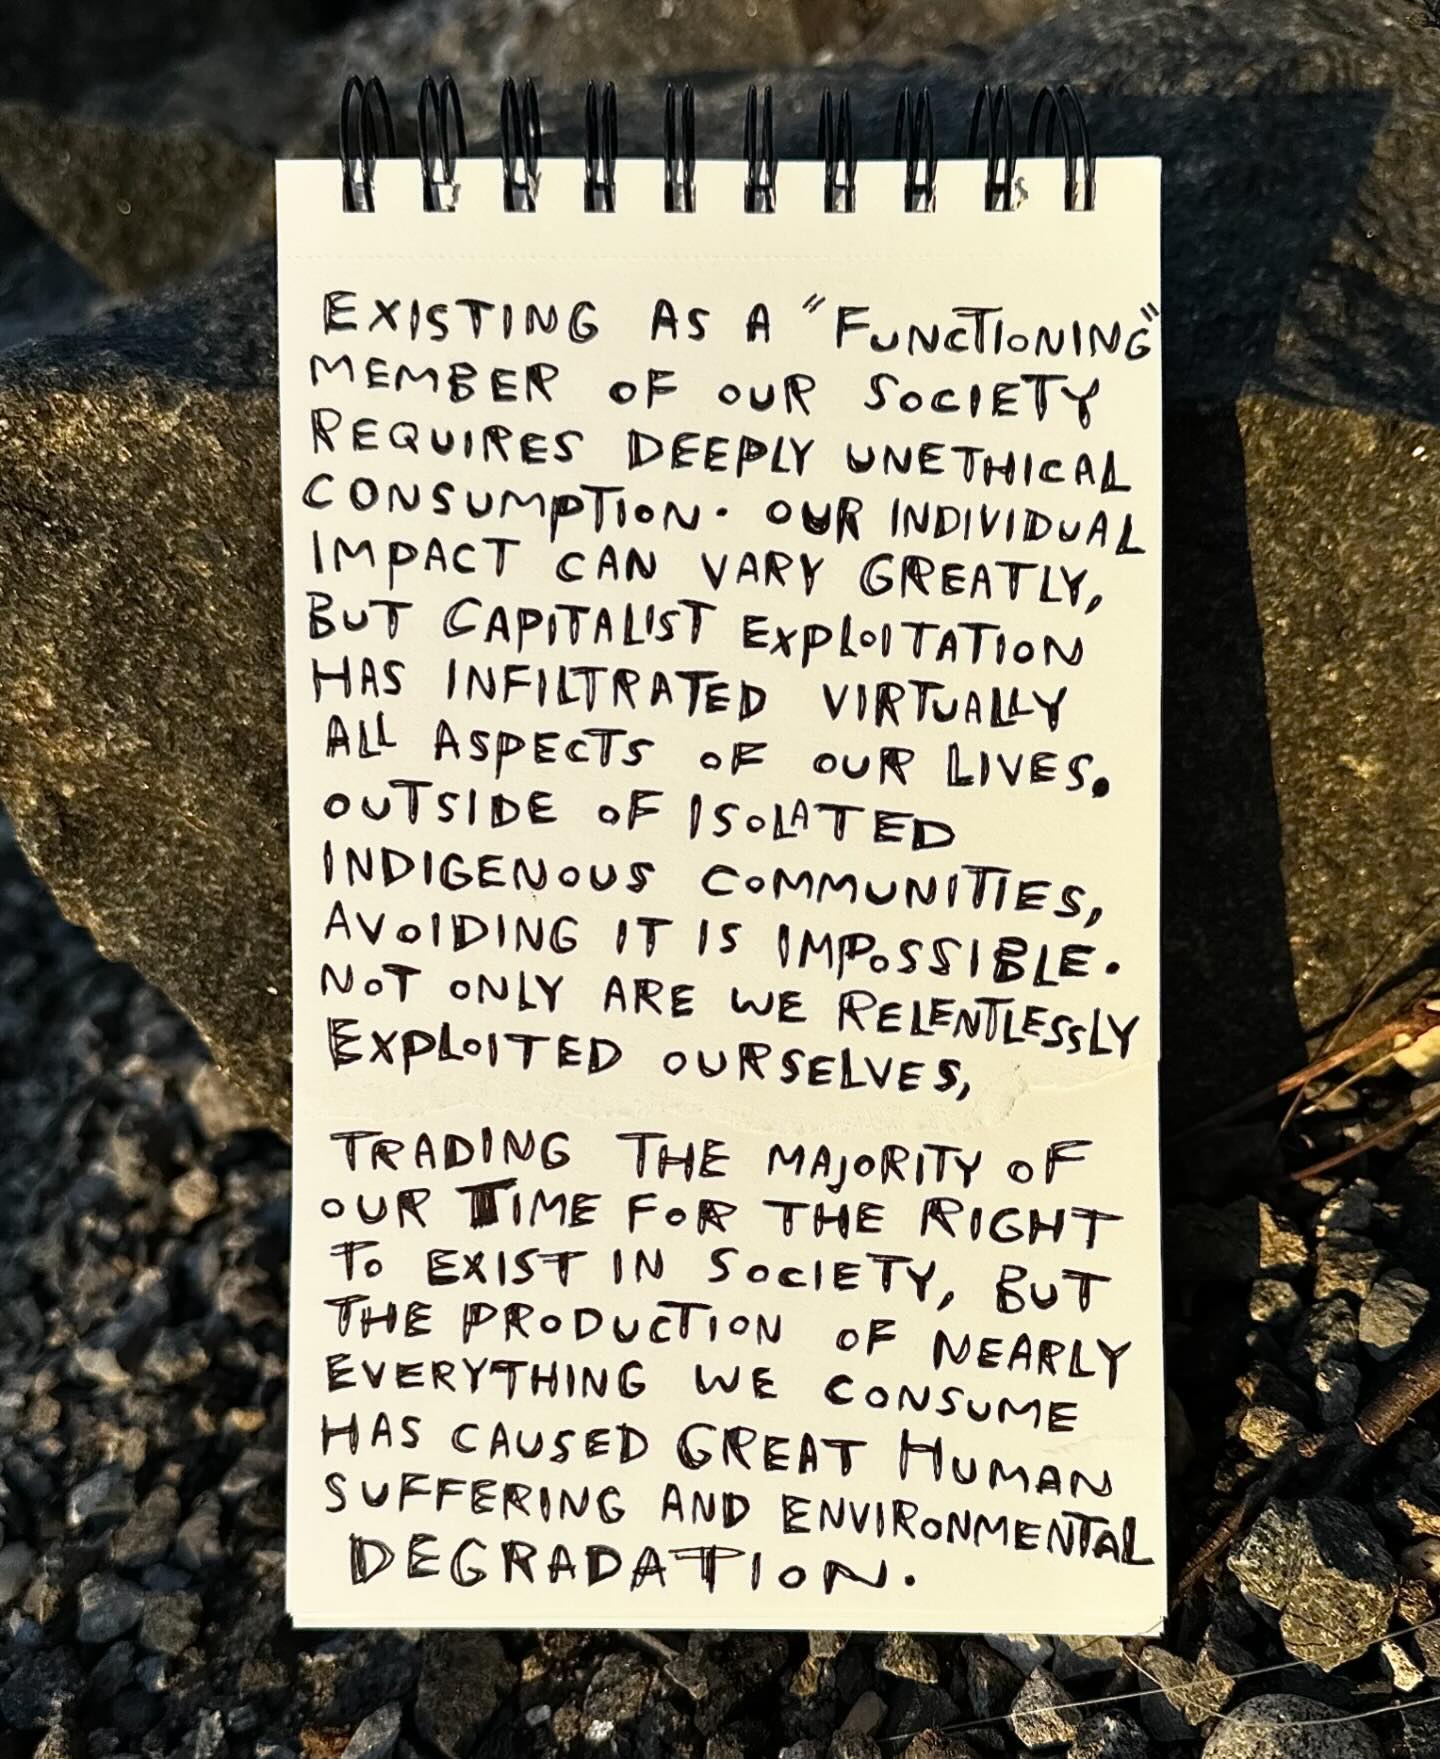 EXISTING AS A "FUNCTIONING"
MEMBER OF OUR SOCIETY
REQUIRES DEEPLY UNETHICAL
CONSUMPTION. OUR INDIVIDUAL
IMPACT CAN VARY GREATLY,
BUT CAPITALIST EXPLOITATION
HAS INFILTRATED VIRTUALLY
ALL ASPECTS OF OUR LIVES.
OUTSIDE OF ISOLATED
INDIGENOUS COMMUNITIES,
AVOIDING IT IS IMPOSSIBLE.
NOT ONLY ARE WE RELENTLESSLY
EXPLOITED OURSELVES,
TRADING THE MAJORITY OF
OUR TIME FOR THE RIGHT
TO EXIST IN SOCIETY, BUT
THE PRODUCTION OF NEARLY
EVERYTHING WE CONSUME
HAS CAUSED GREAT HUMAN
SUFFERING AND ENVIRONMENTAL
DEGRADATION.